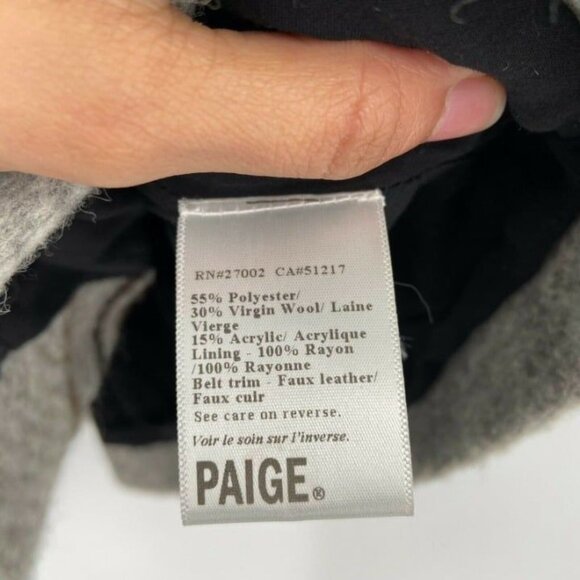 RN#27002 CA#51217
55% Polyester/
30% Virgin Wool/ Laine
Vierge
15% Acrylic/ Acrylique
Lining - 100% Rayon
/100% Rayonne
Belt trim - Faux leather/
Faux cuir
See care on reverse.
Voir le soin sur l'inverse.
PAIGE®